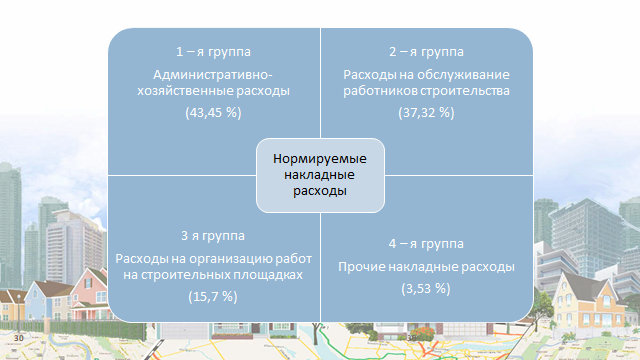 1 – я группа
Административно-
хозяйственные расходы
(43,45 %)
2 – я группа
Расходы на обслуживание
работников строительства
(37,32 %)
Нормируемые
накладные
расходы
3 я группа
Расходы на организацию работ
на строительных площадках
(15,7 %)
4 – я группа
Прочие накладные расходы
(3,53 %)
30